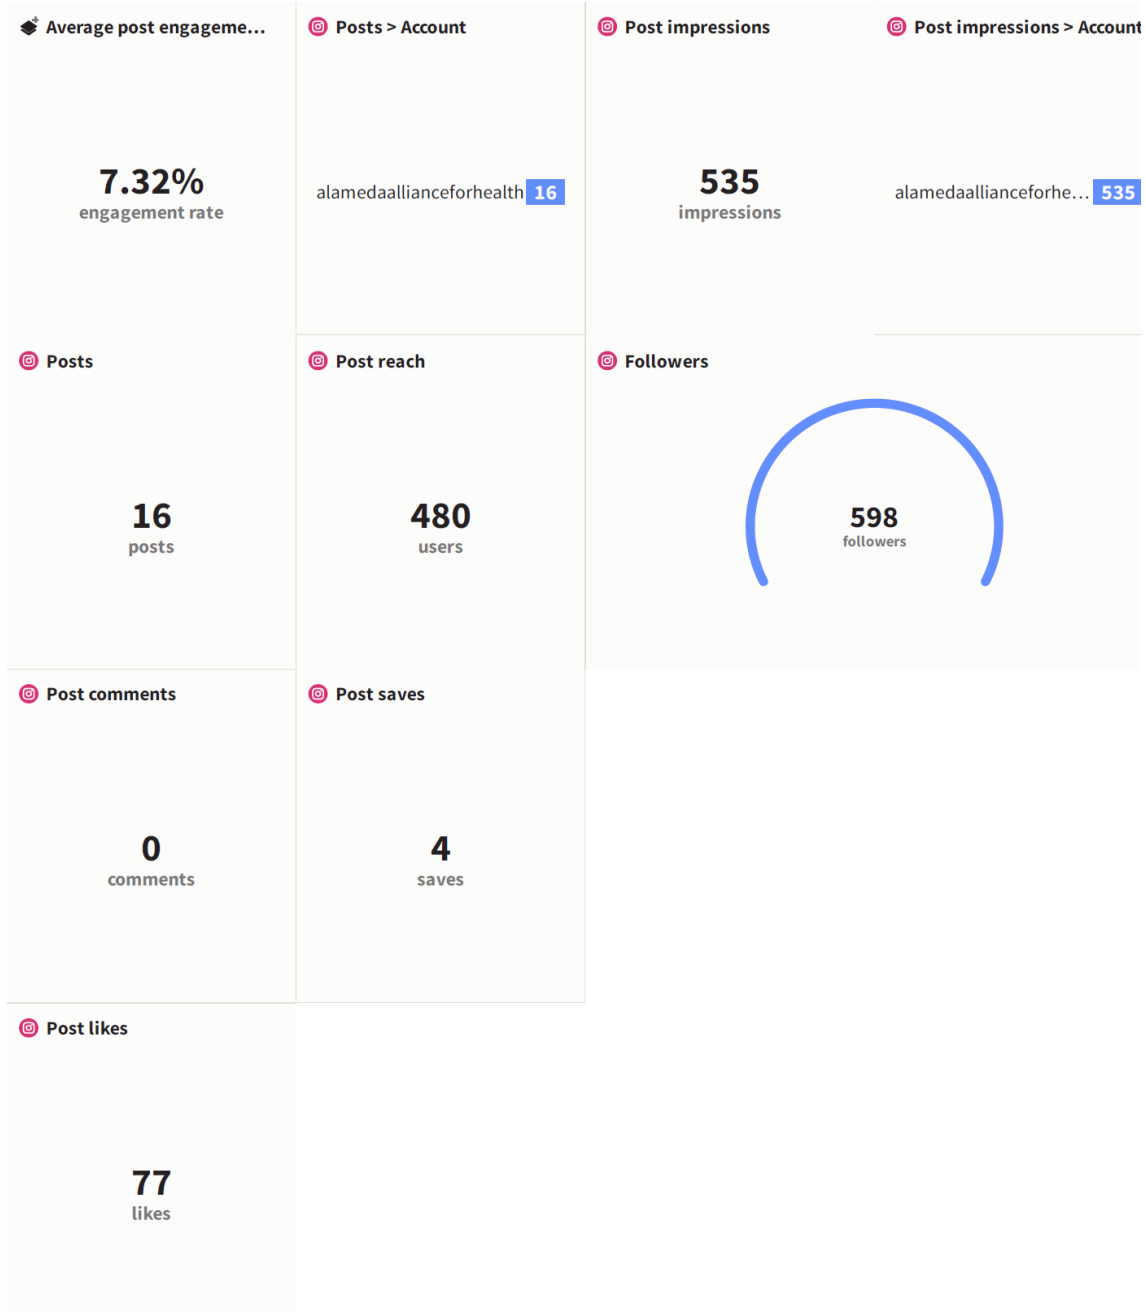 Average post engageme...
7.32%
engagement rate
Posts > Account
alamedaallianceforhealth 16
Post impressions
535
impressions
Post impressions > Account
alamedaallianceforhe... 535
Posts
16
posts
Post reach
480
users
Followers
598
followers
Post comments
0
comments
Post saves
4
saves
Post likes
77
likes